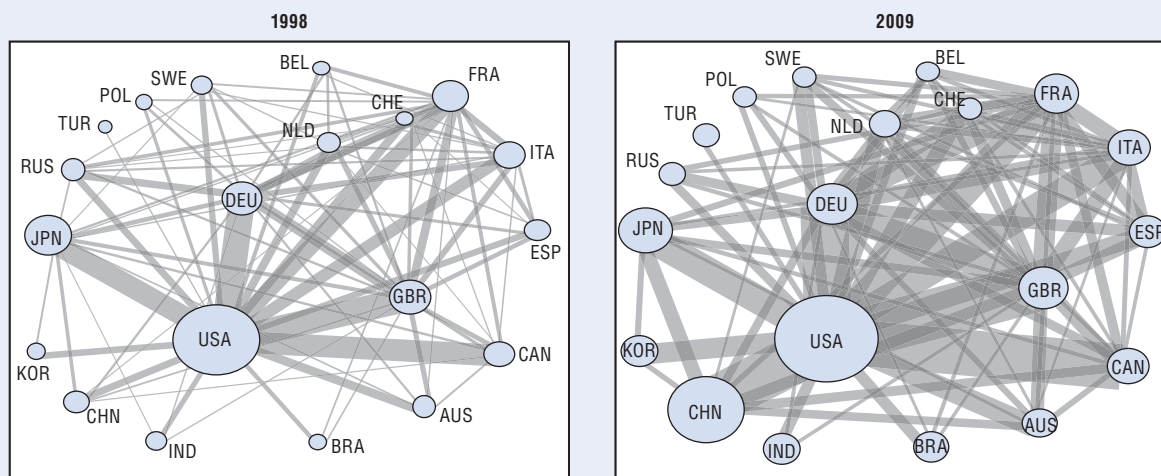 1998
BEL
SWE
FRA
POL
CHE
TUR
NLD
ITA
RUS
DEU
JPN
ESP
GBR
USA
CAN
KOR
CHN
AUS
IND
BRA
2009
BEL
SWE
POL
FRA
CHE
TUR
NLD
ITA
RUS
DEU
JPN
ESP
GBR
USA
KOR
CAN
CHN
AUS
IND
BRA